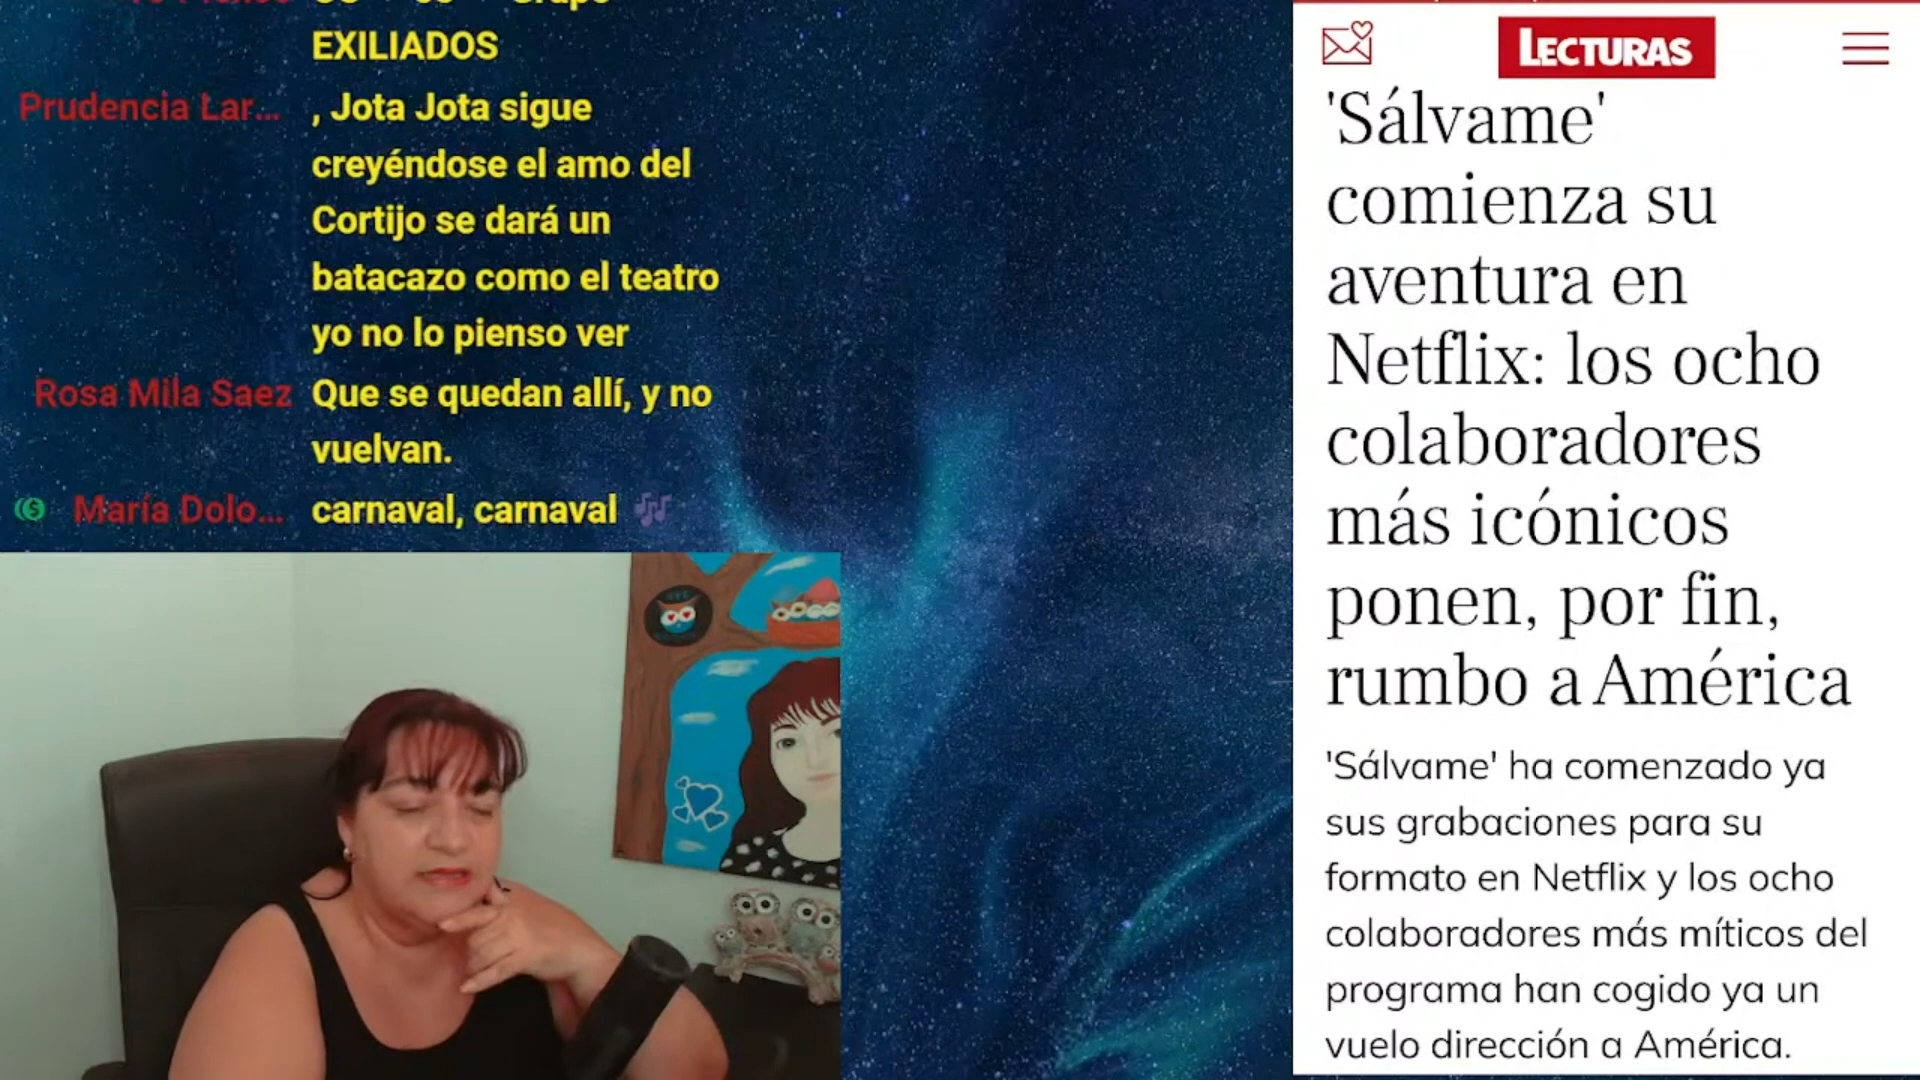 EXILIADOS
Prudencia Lar... , Jota Jota sigue
creyéndose el amo del
Cortijo se dará un
batacazo como el teatro
yo no lo pienso ver
Rosa Mila Saez Que se quedan allí, y no
vuelvan.
María Dolo... carnaval, carnaval
LECTURAS
'Sálvame'
comienza su
aventura en
Netflix: los ocho
colaboradores
más icónicos
ponen, por fin,
rumbo a América
'Sálvame' ha comenzado ya
sus grabaciones para su
formato en Netflix y los ocho
colaboradores más míticos del
programa han cogido ya un
vuelo dirección a América.